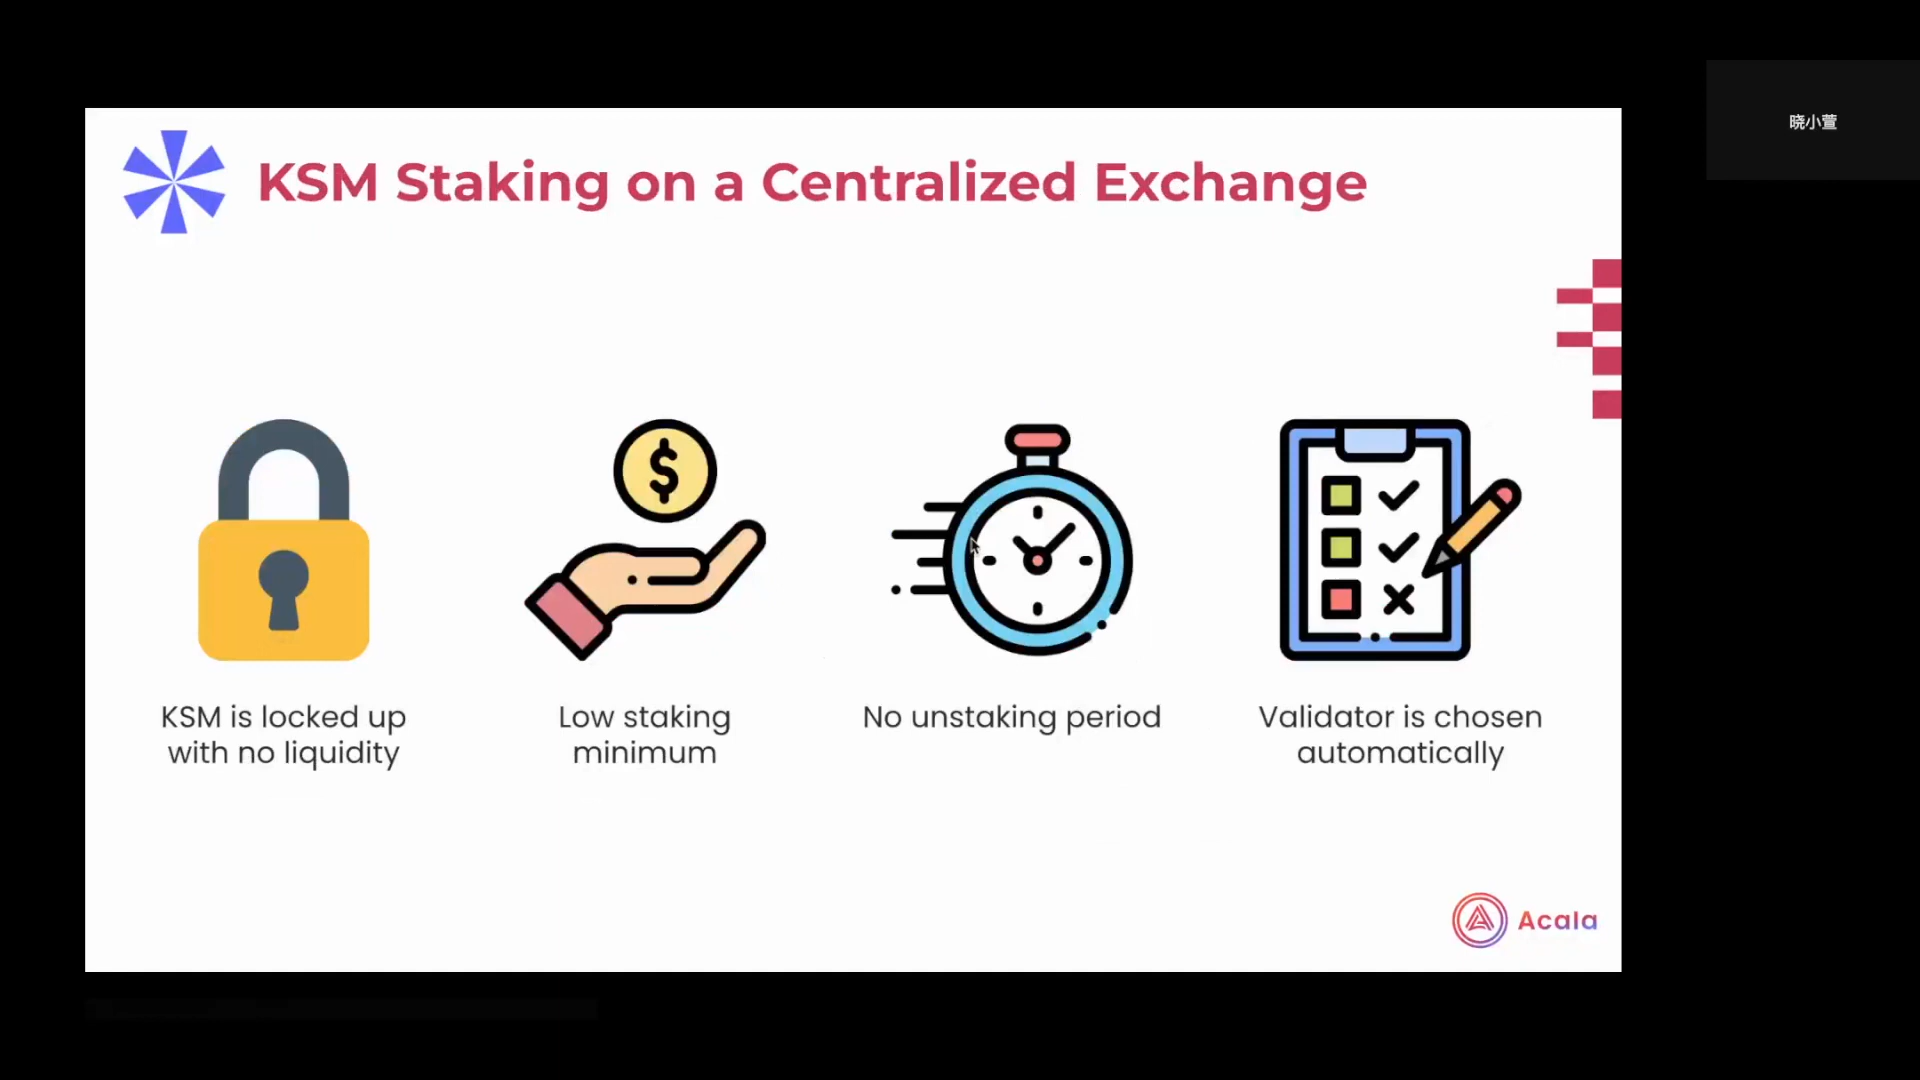 KSM Staking on a Centralized Exchange
晓小萱
$
KSM is locked up
with no liquidity
Low staking
minimum
No unstaking period
Validator is chosen
automatically
Acala